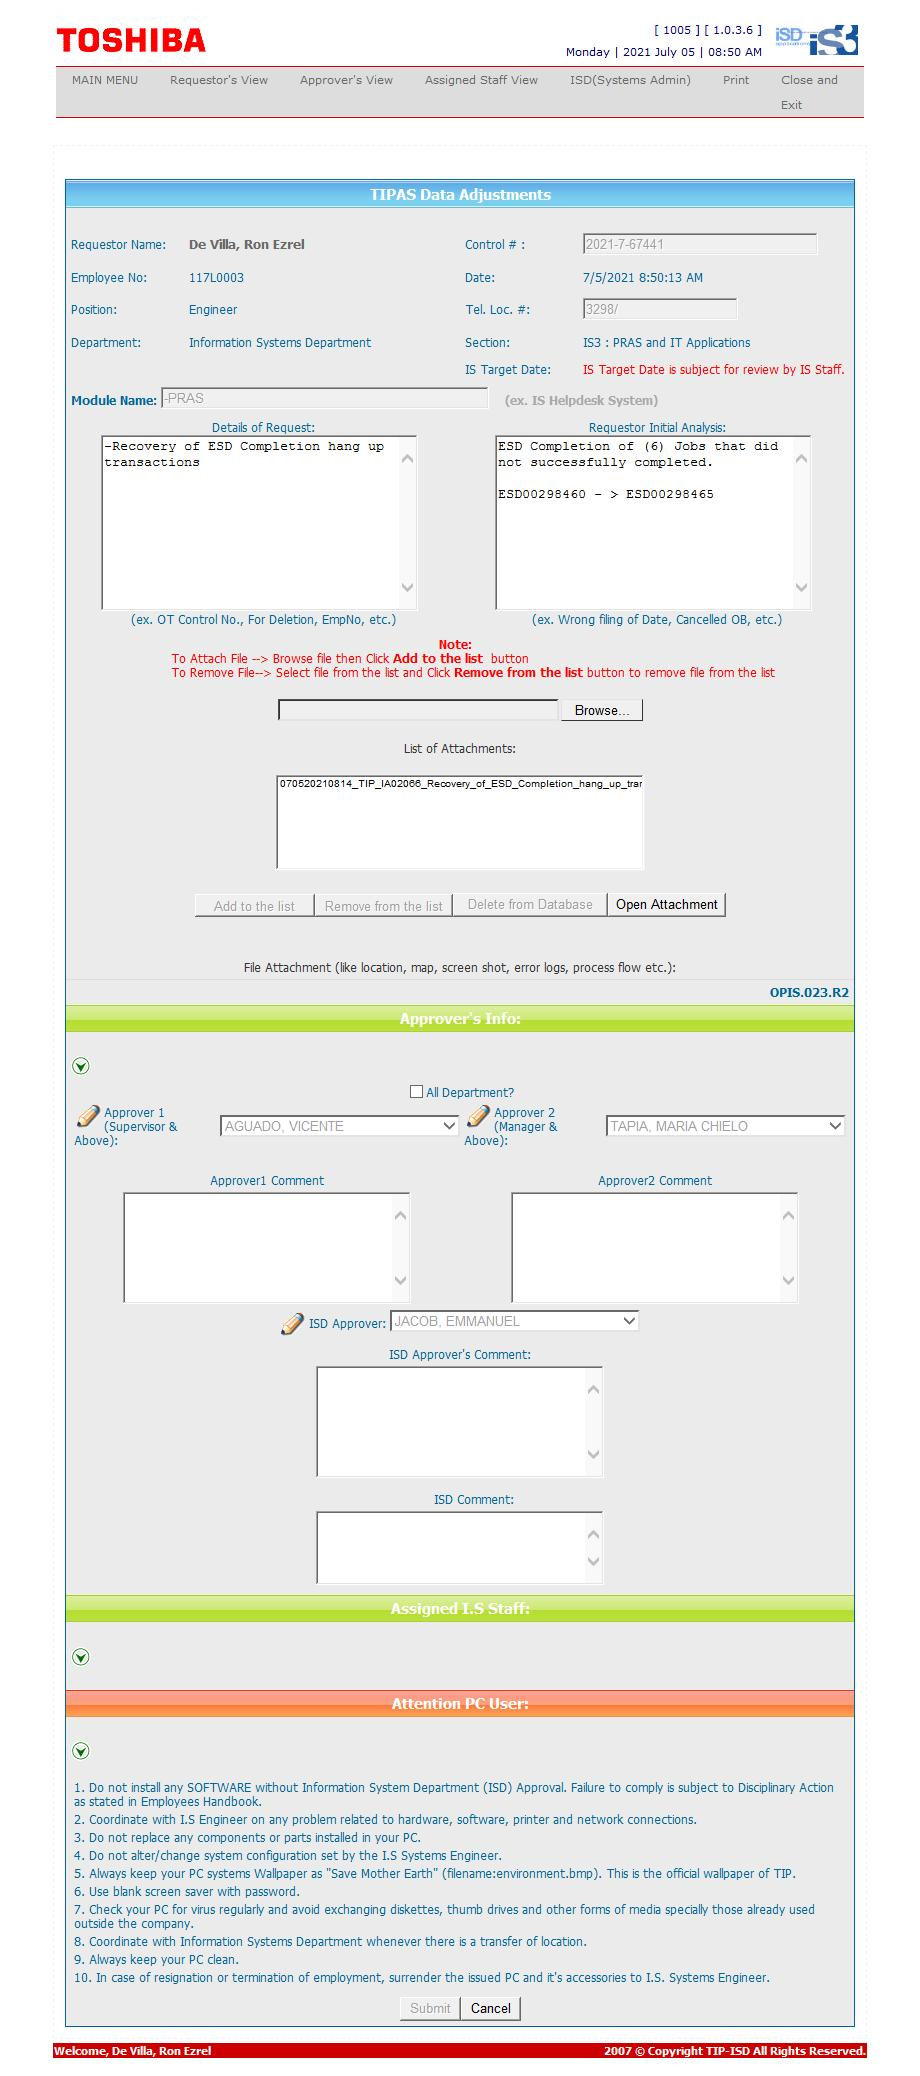 TOSHIBA
[ 1005 ] [ 1.0.3.6 ]
Monday | 2021 July 05 | 08:50 AM
ISD
iS3
MAIN MENU Requestor's View Approver's View Assigned Staff View ISD(Systems Admin) Print Close and Exit
TIPAS Data Adjustments
Requestor Name: De Villa, Ron Ezrel Control # : 2021-7-67441
Employee No: 117L0003 Date: 7/5/2021 8:50:13 AM
Position: Engineer Tel. Loc. #: 3298/
Department: Information Systems Department Section: IS3 : PRAS and IT Applications
IS Target Date: IS Target Date is subject for review by IS Staff.
Module Name: -PRAS (ex. IS Helpdesk System)
Details of Request:
-Recovery of ESD Completion hang up
transactions
(ex. OT Control No., For Deletion, EmpNo, etc.)
Requestor Initial Analysis:
ESD Completion of (6) Jobs that did
not successfully completed.
ESD00298460 - > ESD00298465
(ex. Wrong filing of Date, Cancelled OB, etc.)
Note:
To Attach File --> Browse file then Click Add to the list button
To Remove File--> Select file from the list and Click Remove from the list button to remove file from the list
Browse...
List of Attachments:
070520210814_TIP_IA02066_Recovery_of_ESD_Completion_hang_up_trar
Add to the list Remove from the list Delete from Database Open Attachment
File Attachment (like location, map, screen shot, error logs, process flow etc.):
OPIS.023.R2
Approver's Info:
All Department?
Approver 1
(Supervisor &
Above):
AGUADO, VICENTE
Approver 2
(Manager &
Above):
TAPIA, MARIA CHIELO
Approver1 Comment
Approver2 Comment
ISD Approver: JACOB, EMMANUEL
ISD Approver's Comment:
ISD Comment:
Assigned I.S Staff:
Attention PC User:
1. Do not install any SOFTWARE without Information System Department (ISD) Approval. Failure to comply is subject to Disciplinary Action
as stated in Employees Handbook.
2. Coordinate with I.S Engineer on any problem related to hardware, software, printer and network connections.
3. Do not replace any components or parts installed in your PC.
4. Do not alter/change system configuration set by the I.S Systems Engineer.
5. Always keep your PC systems Wallpaper as "Save Mother Earth" (filename:environment.bmp). This is the official wallpaper of TIP.
6. Use blank screen saver with password.
7. Check your PC for virus regularly and avoid exchanging diskettes, thumb drives and other forms of media specially those already used
outside the company.
8. Coordinate with Information Systems Department whenever there is a transfer of location.
9. Always keep your PC clean.
10. In case of resignation or termination of employment, surrender the issued PC and it's accessories to I.S. Systems Engineer.
Submit Cancel
Welcome, De Villa, Ron Ezrel
2007 © Copyright TIP-ISD All Rights Reserved.